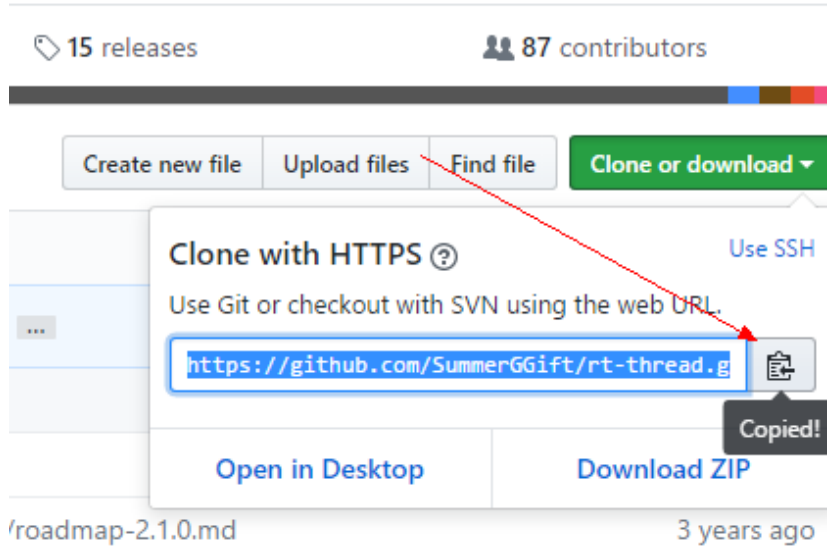 15 releases 87 contributors
Create new file Upload files Find file Clone or download
Clone with HTTPS ? Use SSH
Use Git or checkout with SVN using the web URL.
...
https://github.com/SummerGGift/rt-thread.g
Copied!
Open in Desktop Download ZIP
/roadmap-2.1.0.md 3 years ago